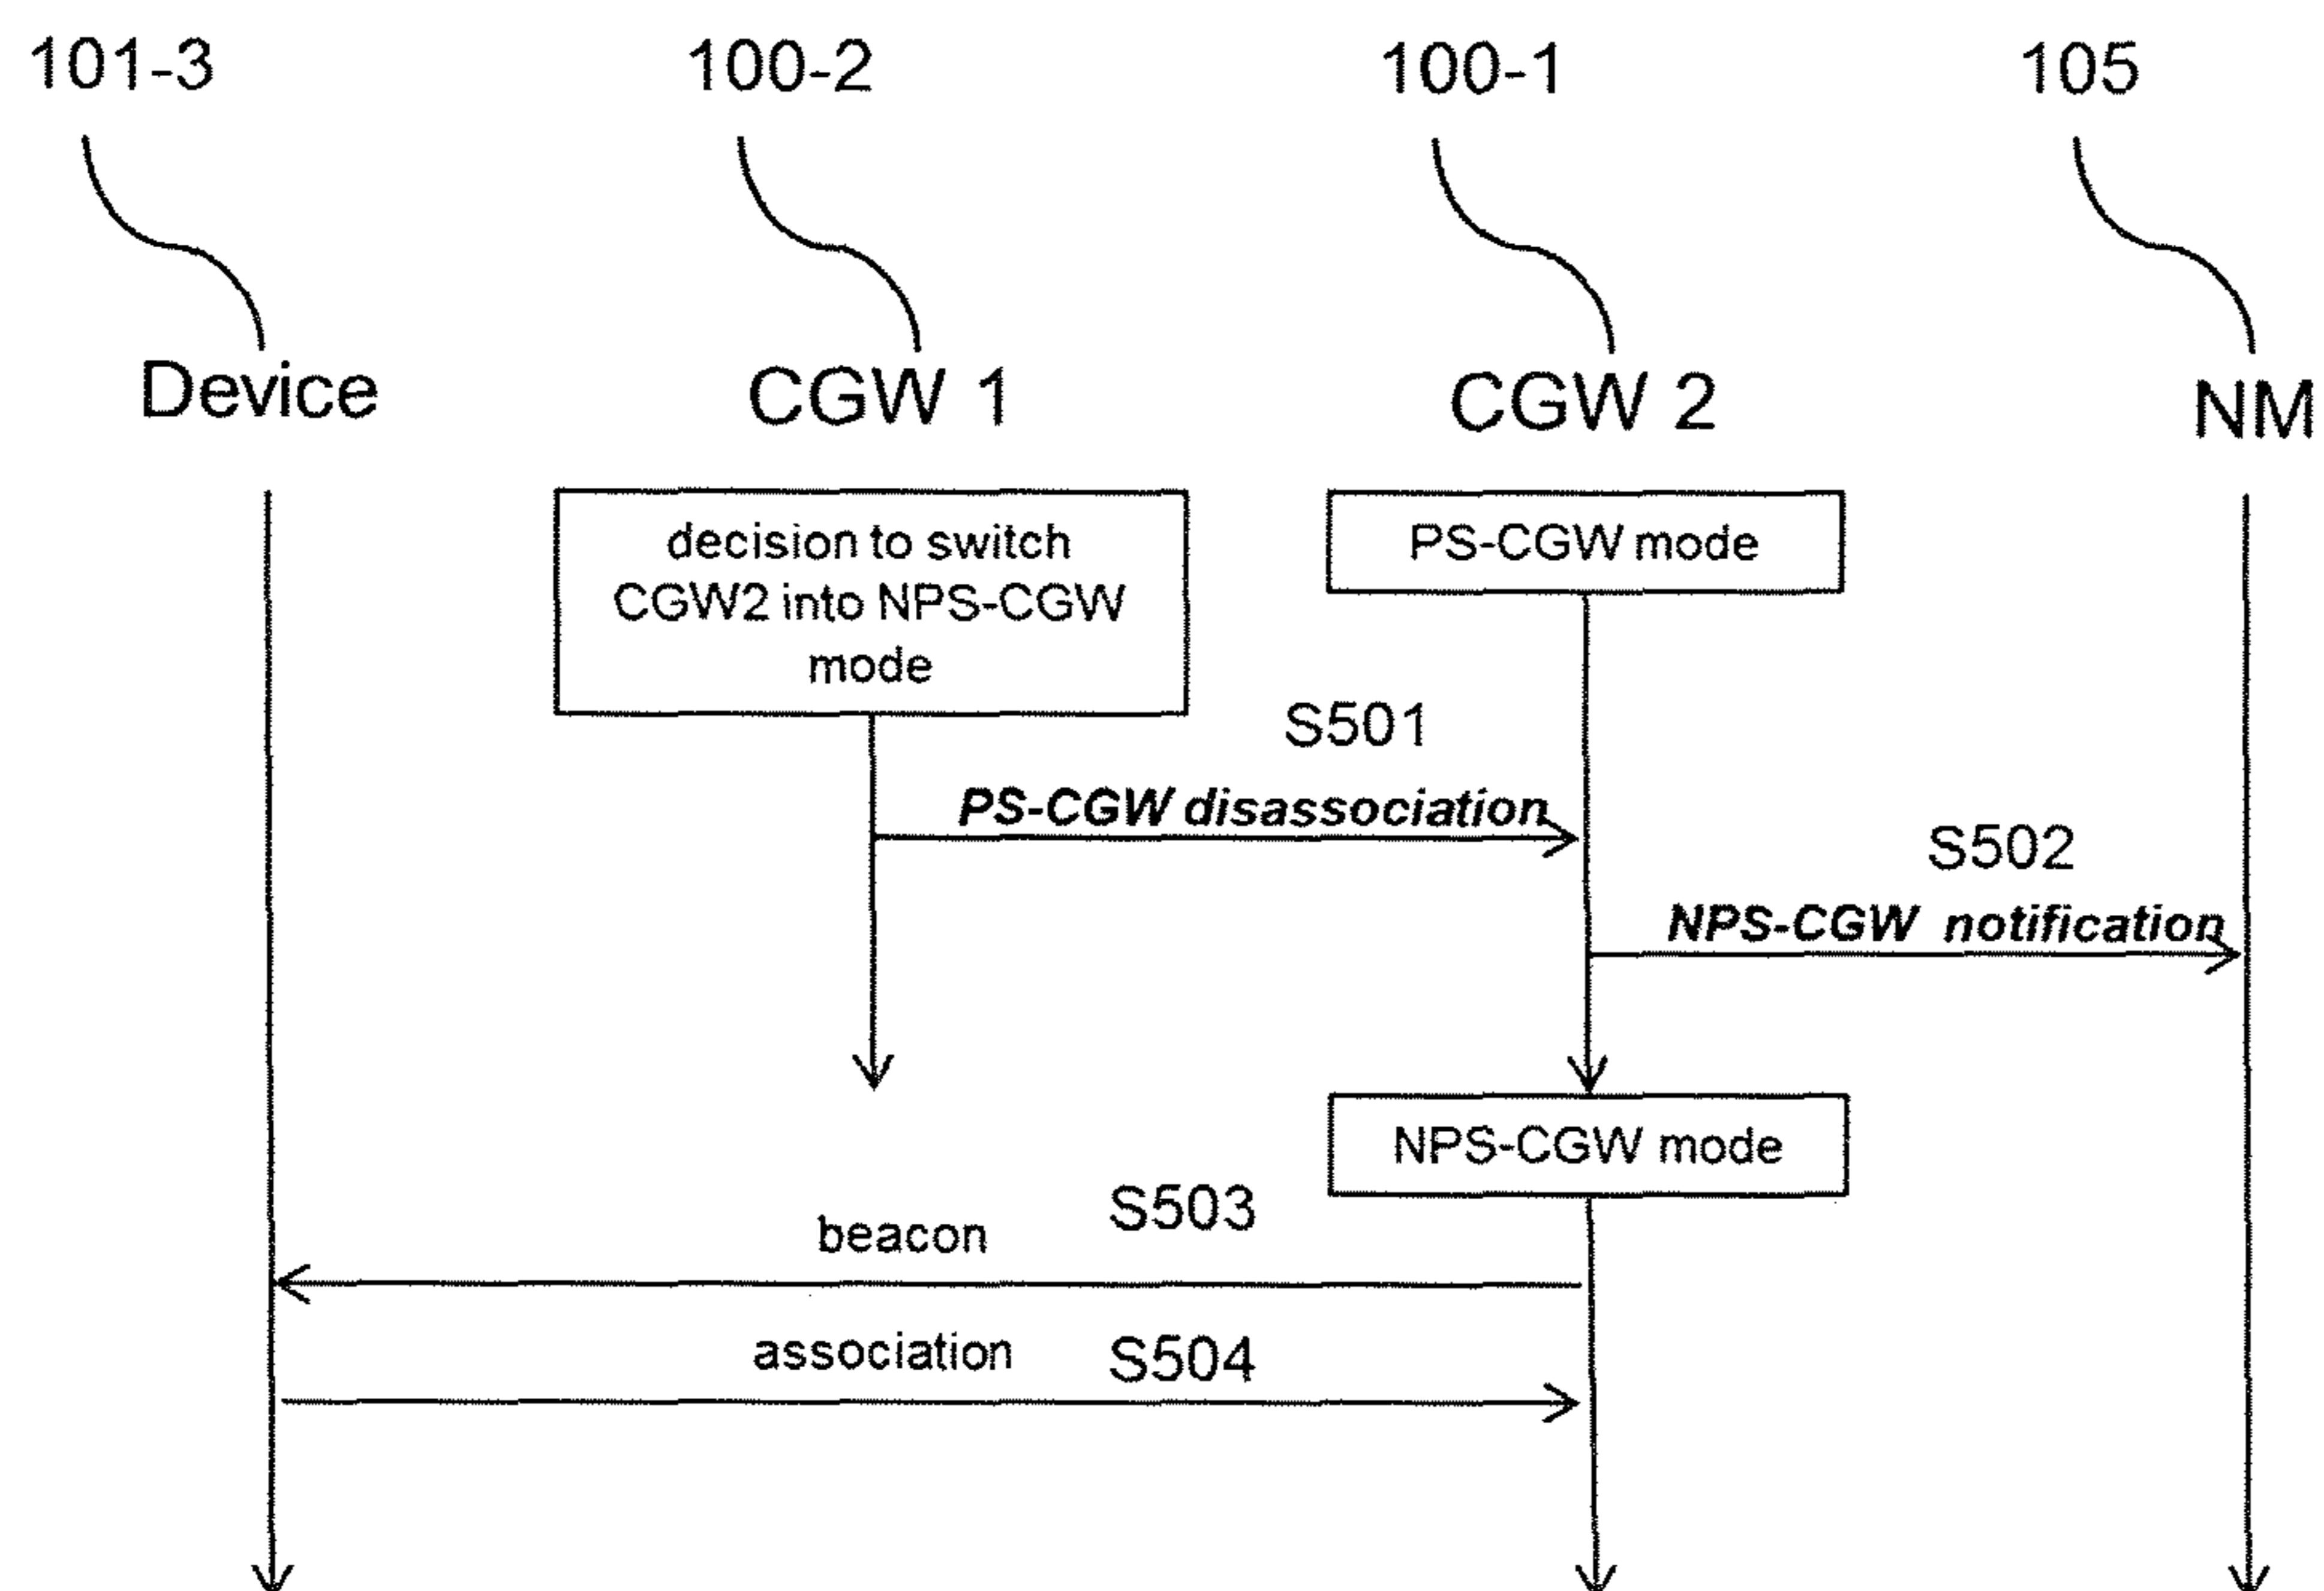 101-3
100-2
100-1
105
Device
CGW 1
CGW 2
NM
decision to switch
CGW2 into NPS-CGW
mode
PS-CGW mode
S501
PS-CGW disassociation
S502
NPS-CGW notification
NPS-CGW mode
S503
beacon
association
S504